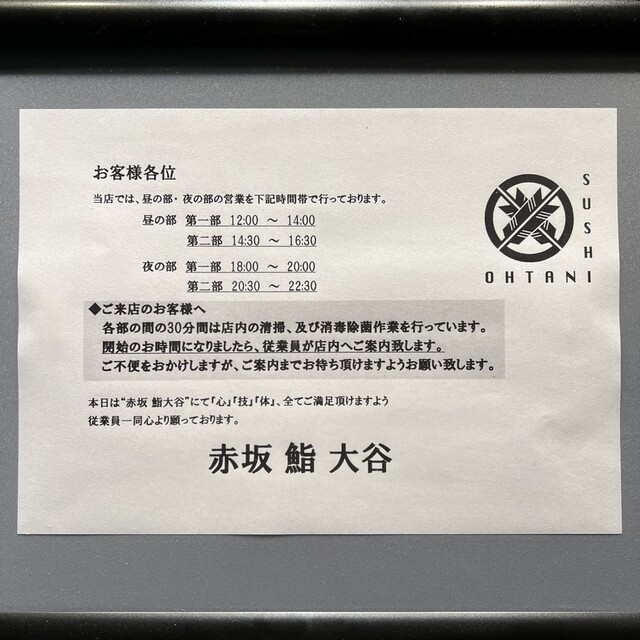 お客様各位
当店では、昼の部・夜の部の営業を下記時間帯で行っております。
昼の部 第一部 12:00 ～ 14:00
第二部 14:30 ～ 16:30
夜の部 第一部 18:00 ～ 20:00
第二部 20:30 ～ 22:30
◆ご来店のお客様へ
各部の間の30分間は店内の清掃、及び消毒除菌作業を行っています。
開始のお時間になりましたら、従業員が店内へご案内致します。
ご不便をおかけしますが、ご案内までお待ち頂けますようお願い致します。
本日は“赤坂 鮨大谷”にて「心」「技」「体」、全てご満足頂けますよう
従業員一同心より願っております。
赤坂 鮨 大谷
SUSHI
OHTANI